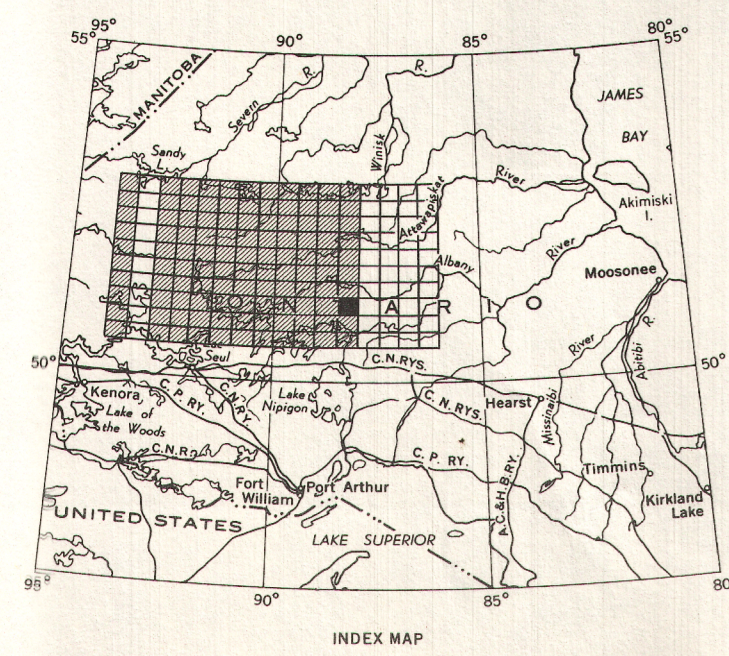 95°
90°
85°
80°
55°
55°
MANITOBA
Severn R.
R.
Winisk
JAMES
BAY
Sandy
L.
Attawapiskat
River
Akimiski
I.
Albany
River
Moosonee
O N A R I O
Seul
C.N.RYS.
50°
50°
River
Abitibi R.
Kenora
C. P. RY.
C.N.RY.
Lake
Nipigon
C. N. RYS.
Hearst
Missinaibi
Lake of
the Woods
C.N.R.
C. P. RY.
A.C.&H.B.RY.
Timmins
Fort
William
Port Arthur
Kirkland
Lake
UNITED STATES
LAKE SUPERIOR
95°
90°
85°
80
INDEX MAP